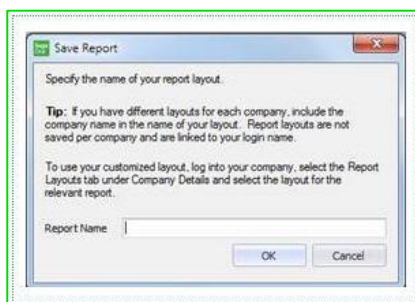 Save Report
Specify the name of your report layout.
Tip: If you have different layouts for each company, include the
company name in the name of your layout. Report layouts are not
saved per company and are linked to your login name.
To use your customized layout, log into your company, select the Report
Layouts tab under Company Details and select the layout for the
relevant report.
Report Name
OK Cancel